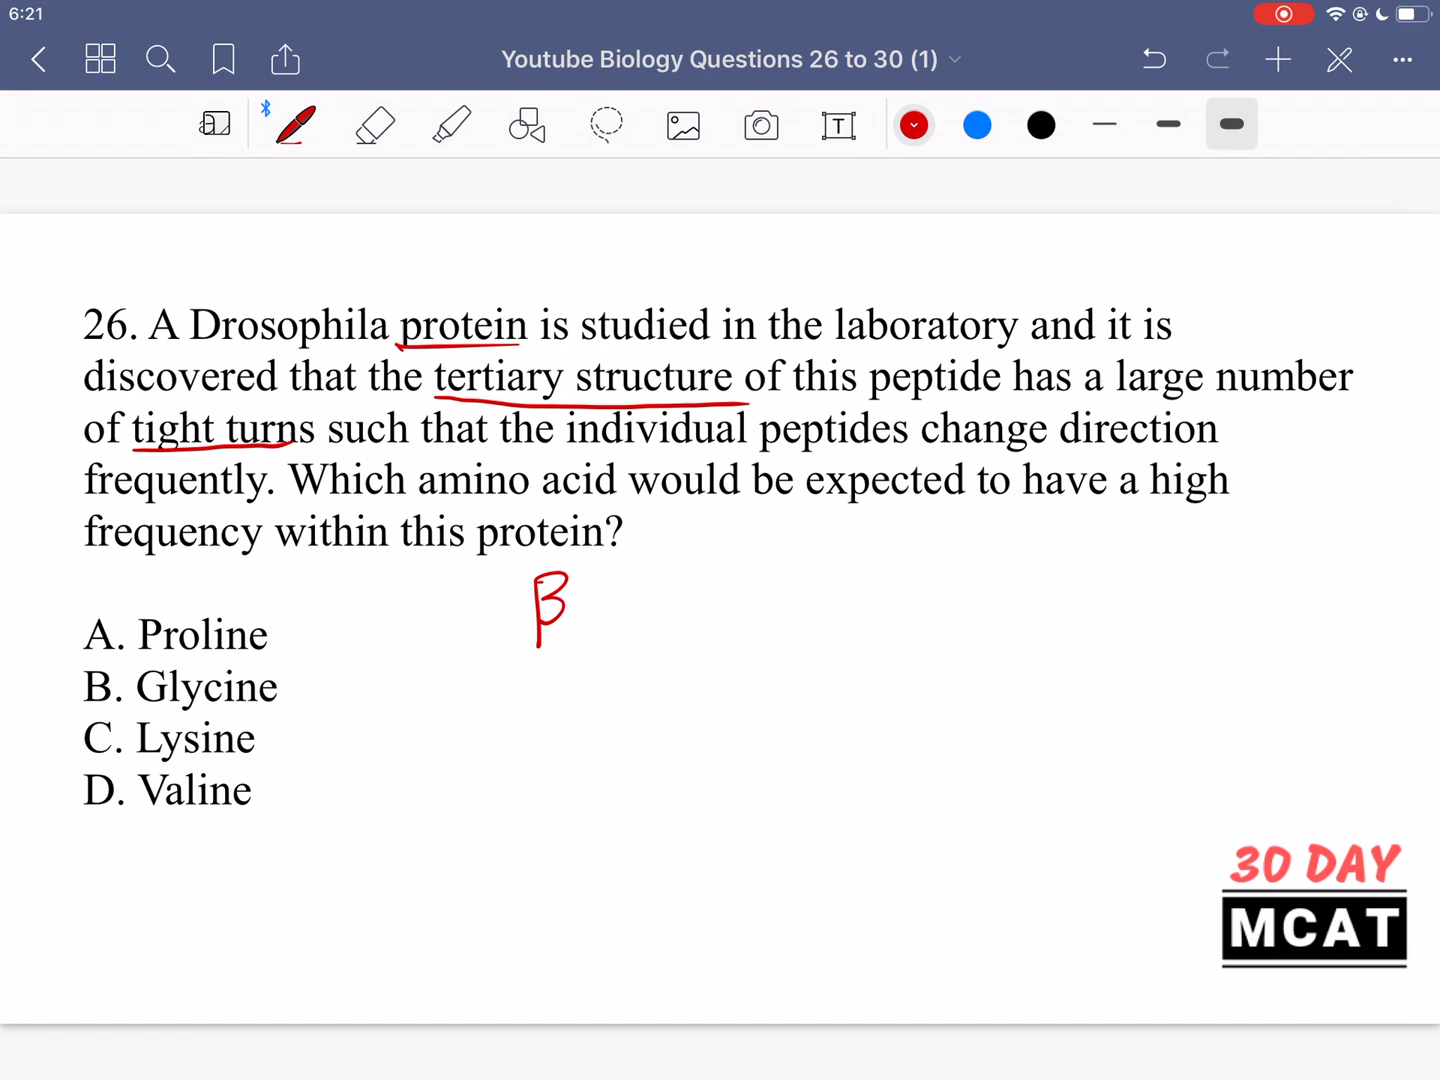 6:21
Youtube Biology Questions 26 to 30 (1)
T
26. A Drosophila protein is studied in the laboratory and it is
discovered that the tertiary structure of this peptide has a large number
of tight turns such that the individual peptides change direction
frequently. Which amino acid would be expected to have a high
frequency within this protein?
β
A. Proline
B. Glycine
C. Lysine
D. Valine
30 DAY
MCAT